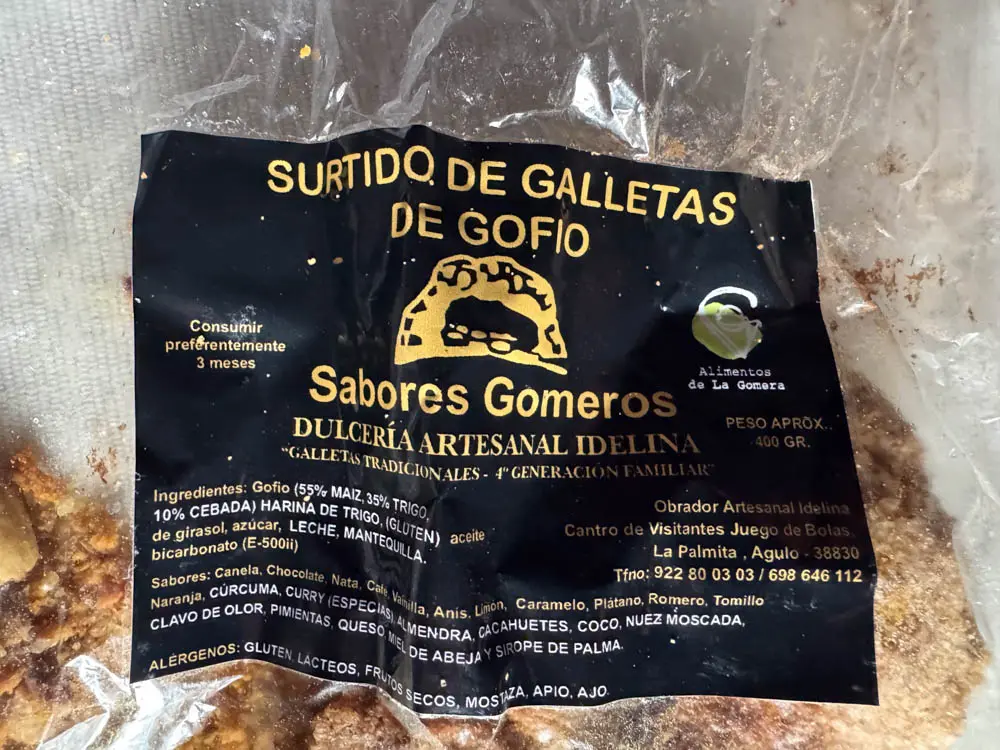 SURTIDO DE GALLETAS
DE GOFIO
Consumir
preferentemente
3 meses
Alimentos
de La Gomera
Sabores Gomeros
DULCERÍA ARTESANAL IDELINA
"GALLETAS TRADICIONALES - 4ª GENERACIÓN FAMILIAR"
PESO APRÖX..
400 GR.
Ingredientes: Gofio (55% MAIZ, 35% TRIGO,
10% CEBADA) HARINA DE TRIGO, (GLUTEN) aceite
de girasol, azúcar, LECHE, MANTEQUILLA.
bicarbonato (E-500ii)
Obrador Artesanal Idelina
Cantro de Visitantes Juego de Bolas,
La Palmita , Agulo - 38830
Tfno: 922 80 03 03 / 698 646 112
Sabores: Canela, Chocolate, Nata, Café, Vainilla, Anís, Limón, Caramelo, Plátano, Romero, Tomillo
Naranja, CÚRCUMA, CURRY (ESPECIAS), ALMENDRA, CACAHUETES, COCO, NUEZ MOSCADA,
CLAVO DE OLOR, PIMIENTAS, QUESO, MIEL DE ABEJA Y SIROPE DE PALMA.
ALÉRGENOS: GLUTEN, LÁCTEOS, FRUTOS SECOS, MOSTAZA, APIO, AJO.